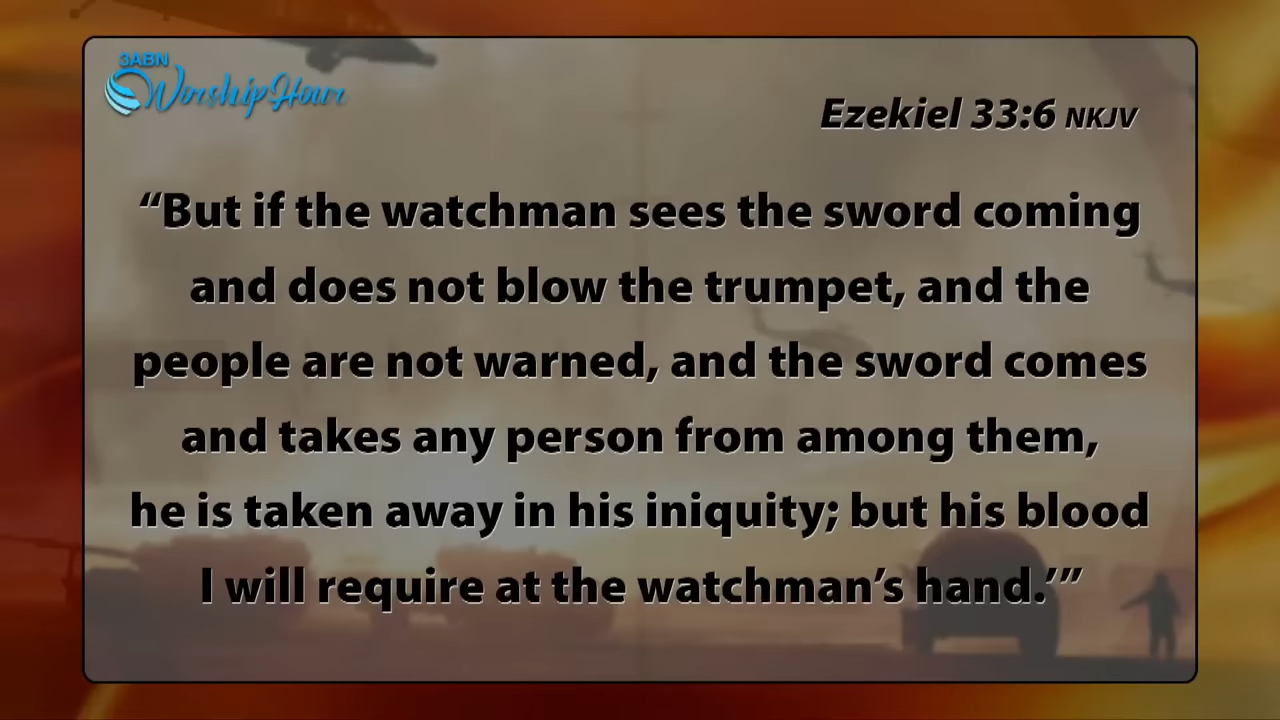 3ABN
Worship Hour
Ezekiel 33:6 NKJV
“But if the watchman sees the sword coming
and does not blow the trumpet, and the
people are not warned, and the sword comes
and takes any person from among them,
he is taken away in his iniquity; but his blood
I will require at the watchman’s hand.’”